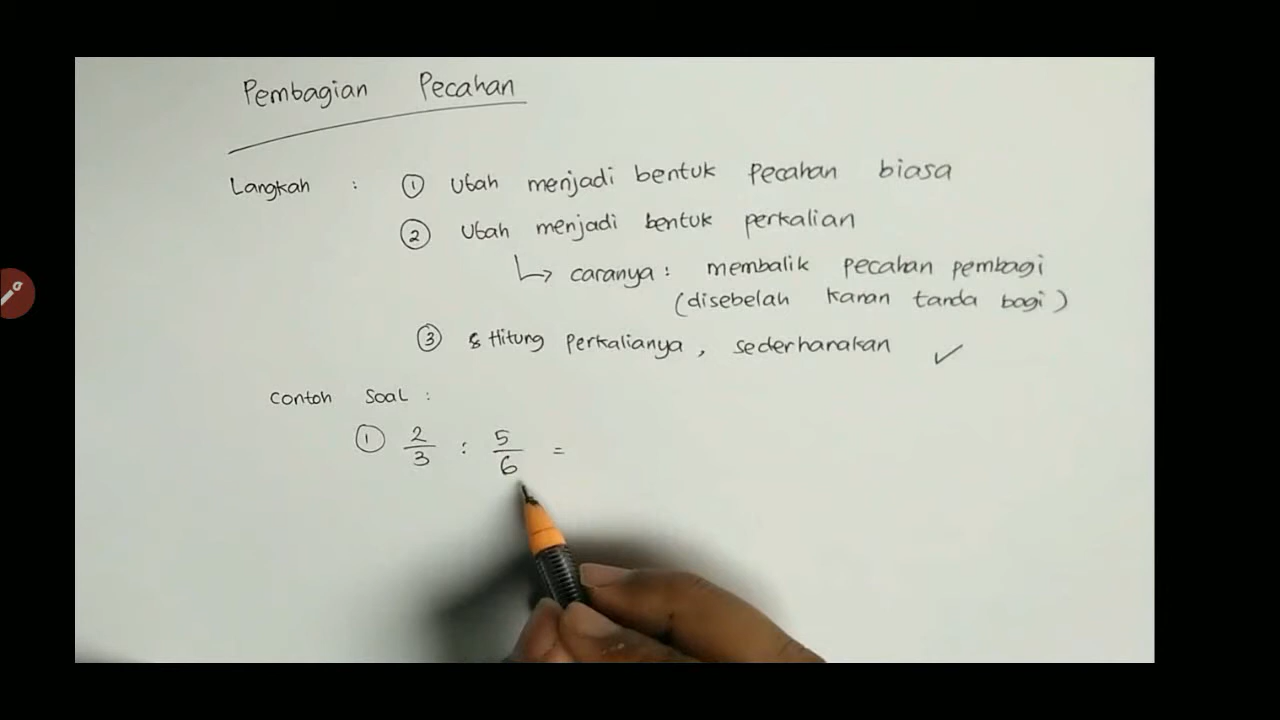 Pembagian Pecahan
Langkah : ① Ubah menjadi bentuk pecahan biasa
② Ubah menjadi bentuk perkalian
↳ caranya : membalik pecahan pembagi
(disebelah kanan tanda bagi)
③ Hitung perkalianya, sederhanakan ✓
Contoh Soal :
① 2/3 : 5/6 =